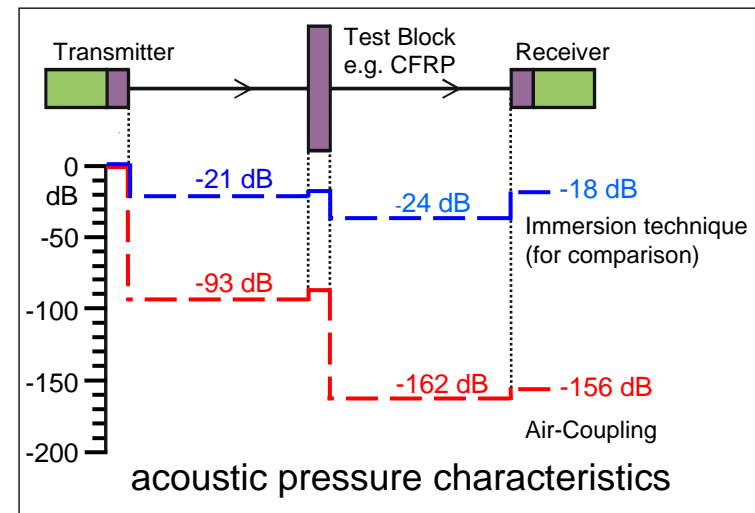 Transmitter
Test Block
e.g. CFRP
Receiver
0
dB
-50
-100
-150
-200
-21 dB
-24 dB
-18 dB
Immersion technique
(for comparison)
-93 dB
-162 dB
-156 dB
Air-Coupling
acoustic pressure characteristics